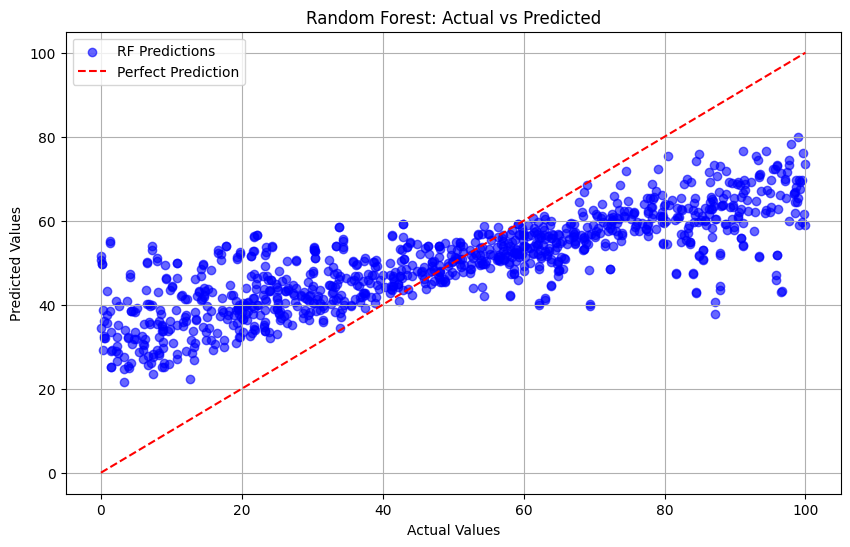 Random Forest: Actual vs Predicted
RF Predictions
Perfect Prediction
100
80
60
40
20
0
Predicted Values
0 20 40 60 80 100
Actual Values